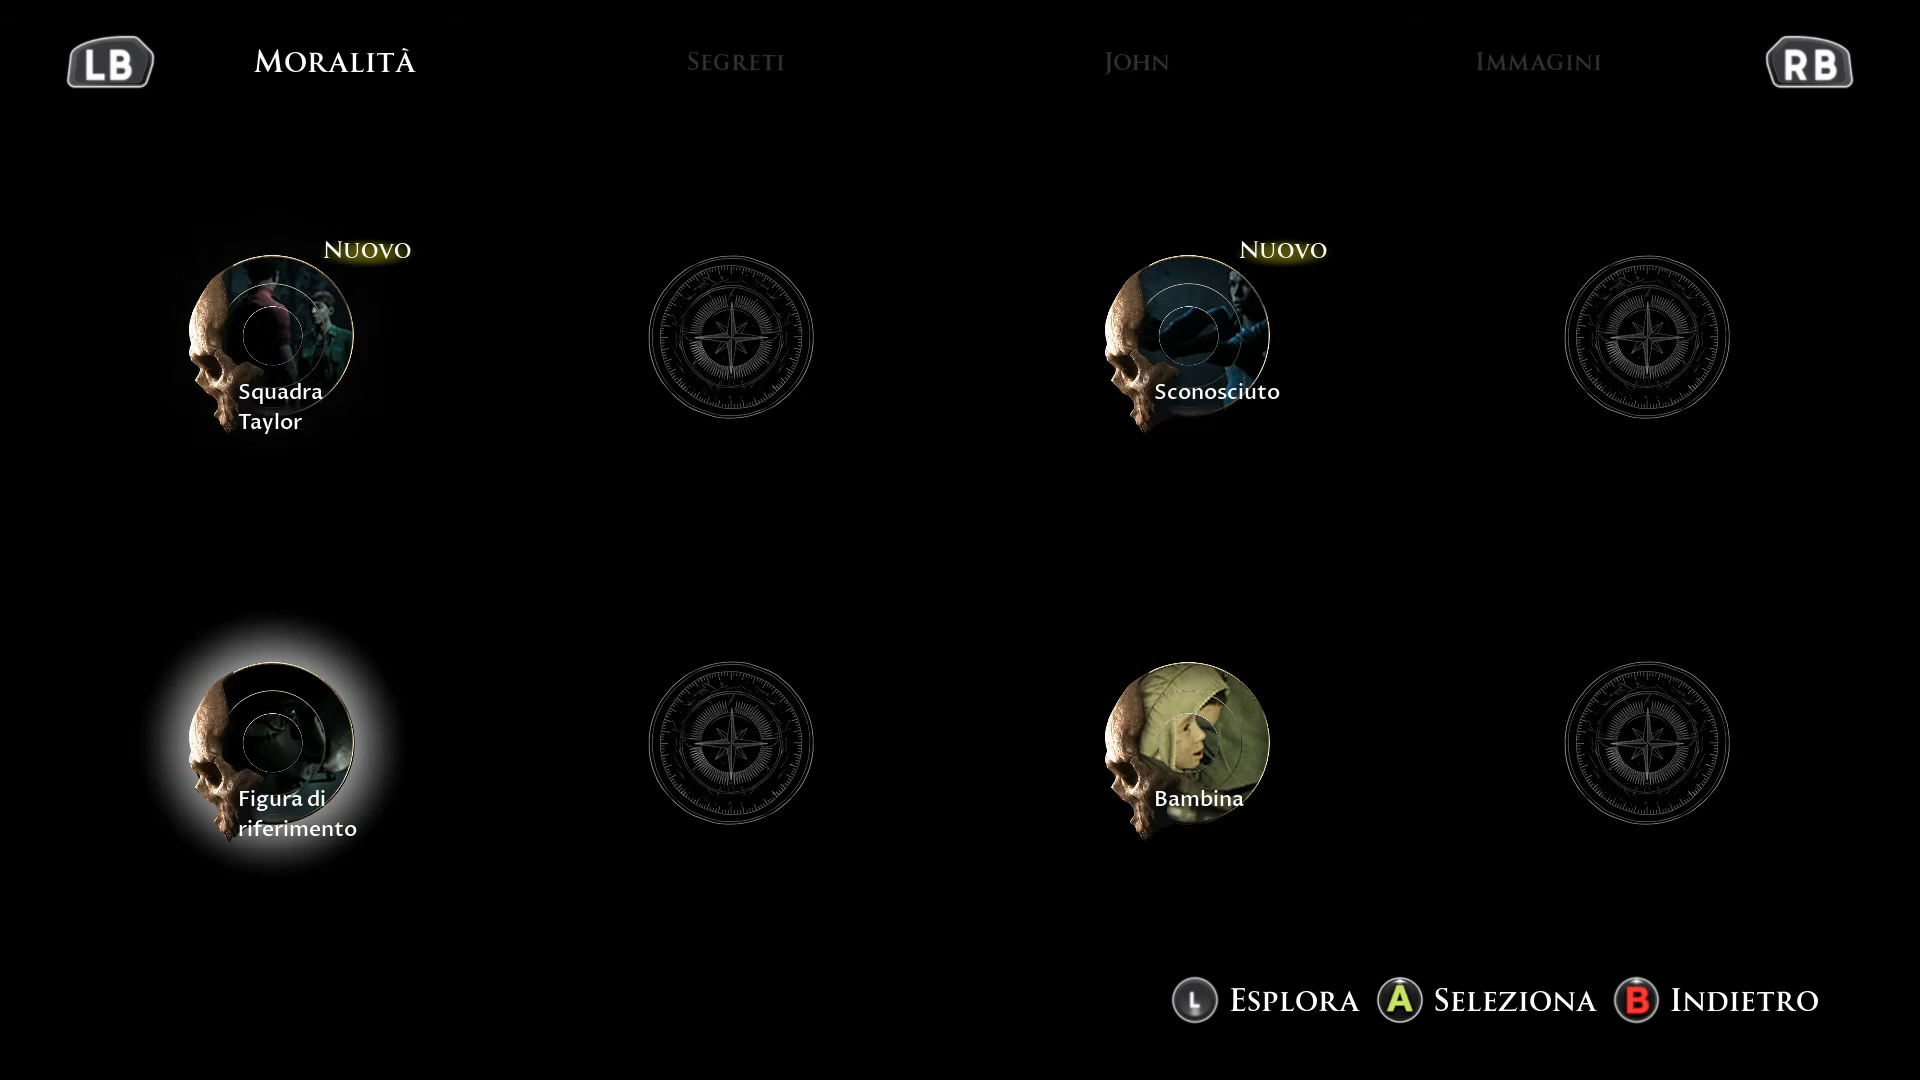 LB
Moralità
Segreti
John
Immagini
RB
Nuovo
Squadra
Taylor
Nuovo
Sconosciuto
Figura di
riferimento
Bambina
L Esplora A Seleziona B Indietro